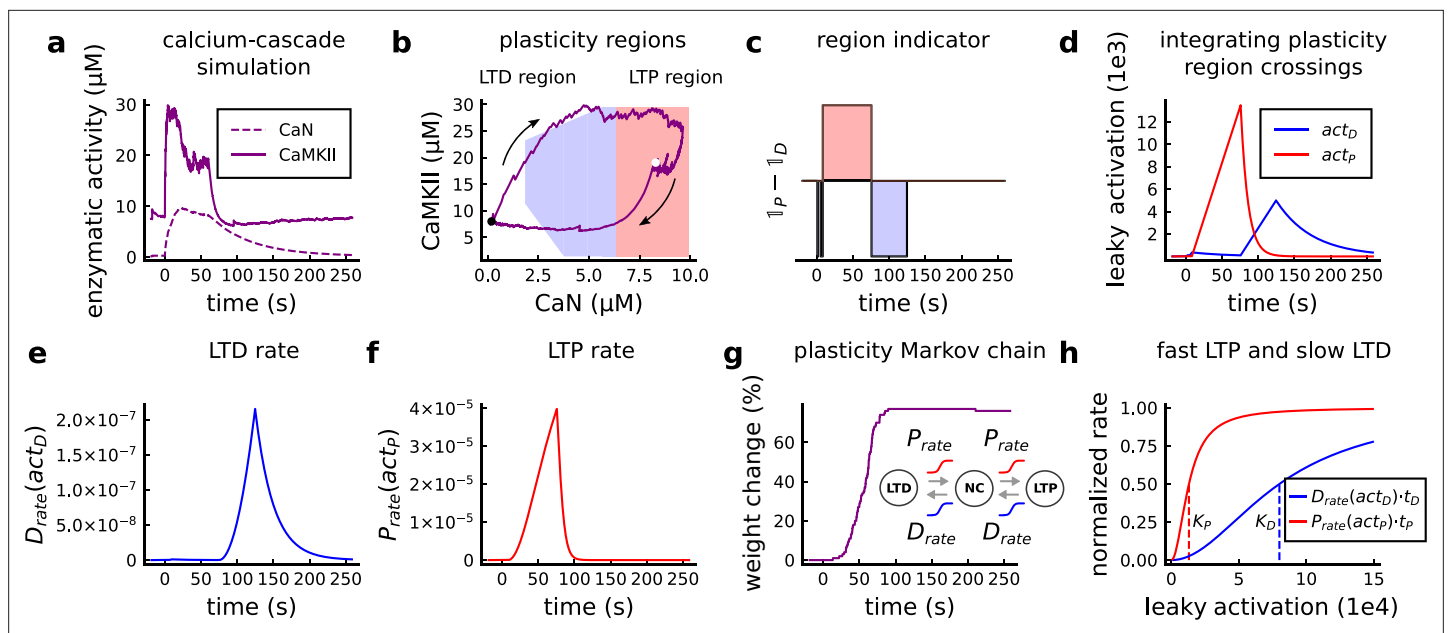 a
calcium-cascade
simulation
enzymatic activity (μM)
30
20
10
0
CaN
CaMKII
0 50 100 150 200 250
time (s)
b
plasticity regions
LTD region
LTP region
CaMKII (μM)
30
25
20
15
10
5
0.0 2.5 5.0 7.5 10.0
CaN (μM)
c
region indicator
𝟙P − 𝟙D
0 50 100 150 200 250
time (s)
d
integrating plasticity
region crossings
leaky activation (1e3)
12
10
8
6
4
2
actD
actP
0 50 100 150 200 250
time (s)
e
LTD rate
Drate(actD)
2.0×10⁻⁷
1.5×10⁻⁷
1.0×10⁻⁷
5.0×10⁻⁸
0
0 50 100 150 200 250
time (s)
f
LTP rate
Prate(actP)
4×10⁻⁵
3×10⁻⁵
2×10⁻⁵
1×10⁻⁵
0
0 50 100 150 200 250
time (s)
g
plasticity Markov chain
weight change (%)
60
40
20
0
Prate Prate
LTD NC LTP
Drate Drate
0 50 100 150 200 250
time (s)
h
fast LTP and slow LTD
normalized rate
1.00
0.75
0.50
0.25
0.00
KP
KD
Drate(actD)·tD
Prate(actP)·tP
0 5 10 15
leaky activation (1e4)